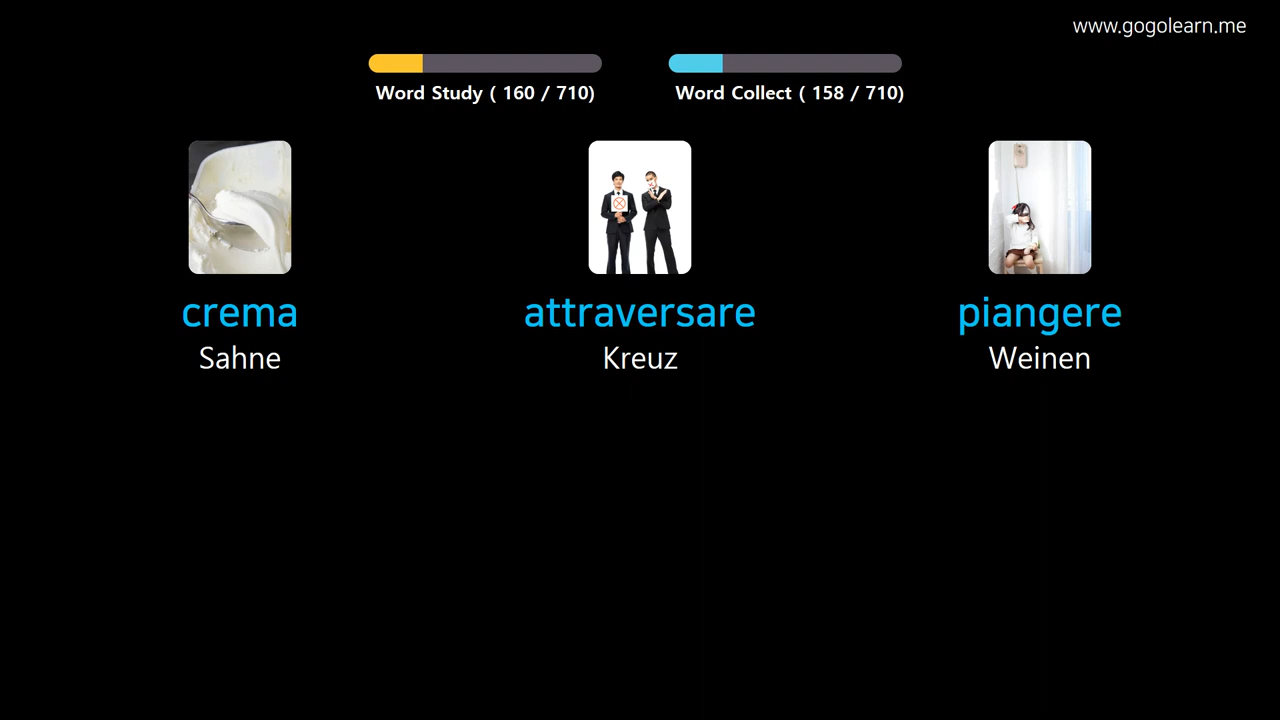 www.gogolearn.me
Word Study ( 160 / 710)
Word Collect ( 158 / 710)
crema
attraversare
piangere
Sahne
Kreuz
Weinen